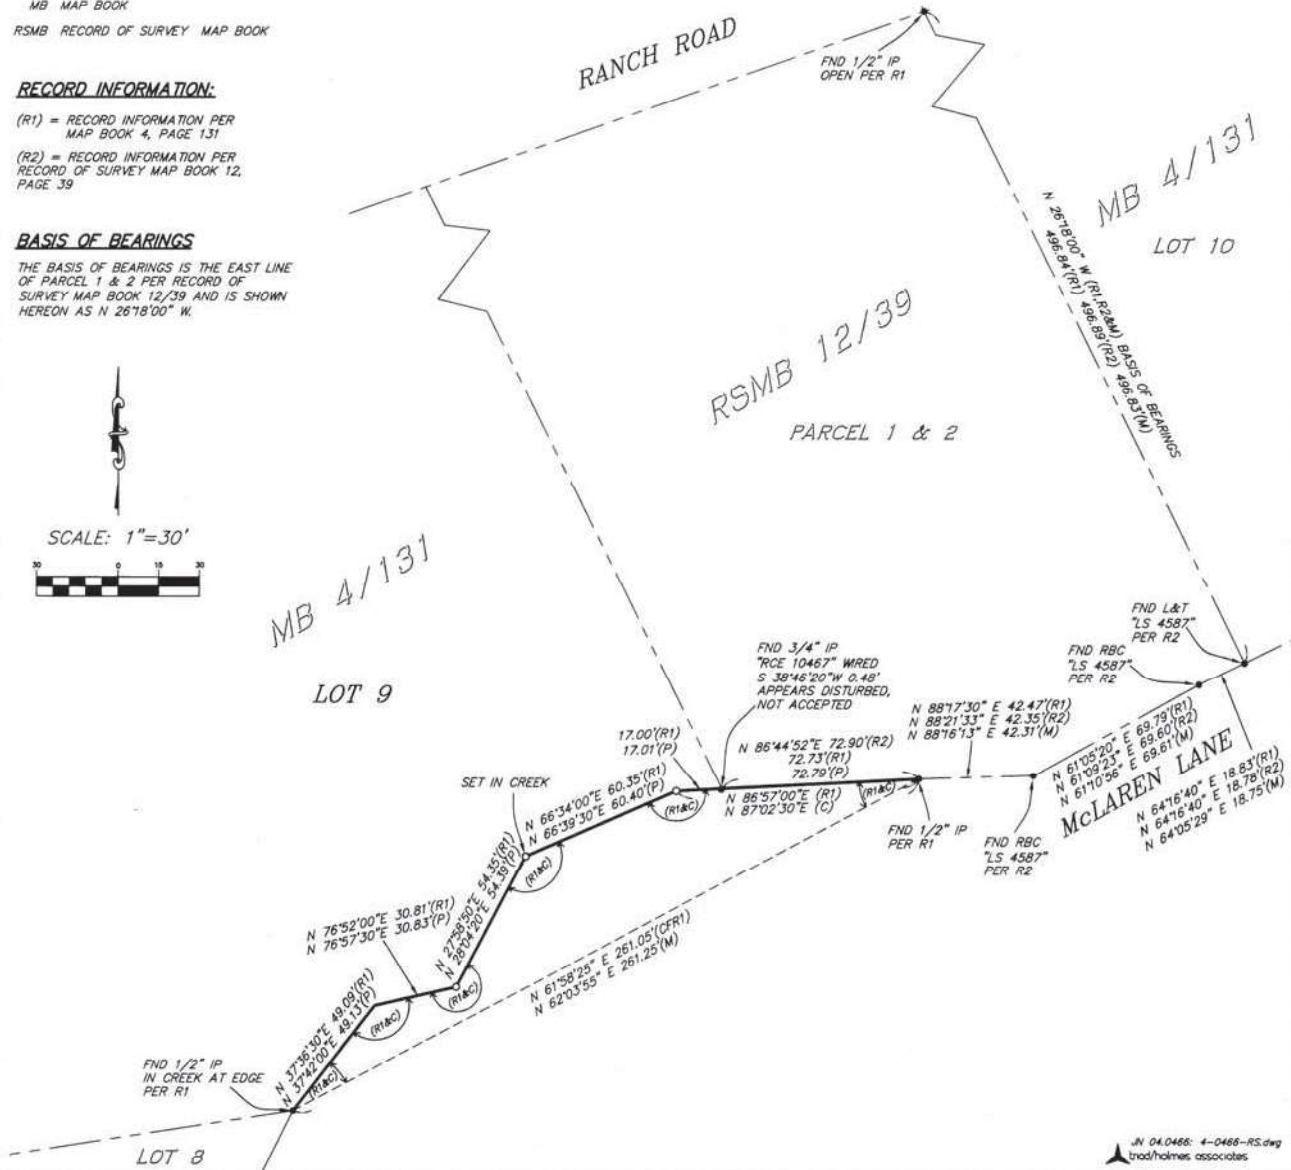 MB MAP BOOK
RSMB RECORD OF SURVEY MAP BOOK
RECORD INFORMATION:
(R1) = RECORD INFORMATION PER
MAP BOOK 4, PAGE 131
(R2) = RECORD INFORMATION PER
RECORD OF SURVEY MAP BOOK 12,
PAGE 39
BASIS OF BEARINGS
THE BASIS OF BEARINGS IS THE EAST LINE
OF PARCEL 1 & 2 PER RECORD OF
SURVEY MAP BOOK 12/39 AND IS SHOWN
HEREON AS N 26°18'00" W.
SCALE: 1"=30'
30 0 15 30
RANCH ROAD
FND 1/2" IP
OPEN PER R1
MB 4/131
LOT 10
N 26°18'00" W (R1,R2&M) BASIS OF BEARINGS
496.84'(R1) 496.89'(R2) 496.83'(M)
RSMB 12/39
PARCEL 1 & 2
MB 4/131
LOT 9
FND L&T
"LS 4587"
PER R2
FND RBC
"LS 4587"
PER R2
FND 3/4" IP
"RCE 10467" WIRED
S 38°46'20"W 0.48'
APPEARS DISTURBED,
NOT ACCEPTED
N 88°17'30" E 42.47'(R1)
N 88°21'33" E 42.35'(R2)
N 88°16'13" E 42.31'(M)
17.00'(R1)
17.01'(P)
N 86°44'52"E 72.90'(R2)
72.73'(R1)
72.79'(P)
N 86°57'00"E (R1)
N 87°02'30"E (C)
(R1&C)
(R1&C)
N 61°05'20" E 69.79'(R1)
N 61°09'23" E 69.60'(R2)
N 61°10'56" E 69.61'(M)
McLAREN LANE
N 64°16'40" E 18.83'(R1)
N 64°16'40" E 18.78'(R2)
N 64°05'29" E 18.75'(M)
SET IN CREEK
N 66°34'00"E 60.35'(R1)
N 66°39'30"E 60.40'(P)
FND 1/2" IP
PER R1
FND RBC
"LS 4587"
PER R2
(R1&C)
N 27°58'50"E 54.35'(R1)
N 28°04'20"E 54.39'(P)
N 76°52'00"E 30.81'(R1)
N 76°57'30"E 30.83'(P)
(R1&C)
N 61°58'25" E 261.05'(CFR1)
N 62°03'55" E 261.25'(M)
(R1&C)
N 37°36'30"E 49.09'(R1)
N 37°42'00"E 49.13'(P)
(R1&C)
FND 1/2" IP
IN CREEK AT EDGE
PER R1
LOT 8
JN 04.0466: 4-0466-RS.dwg
triad/holmes associates